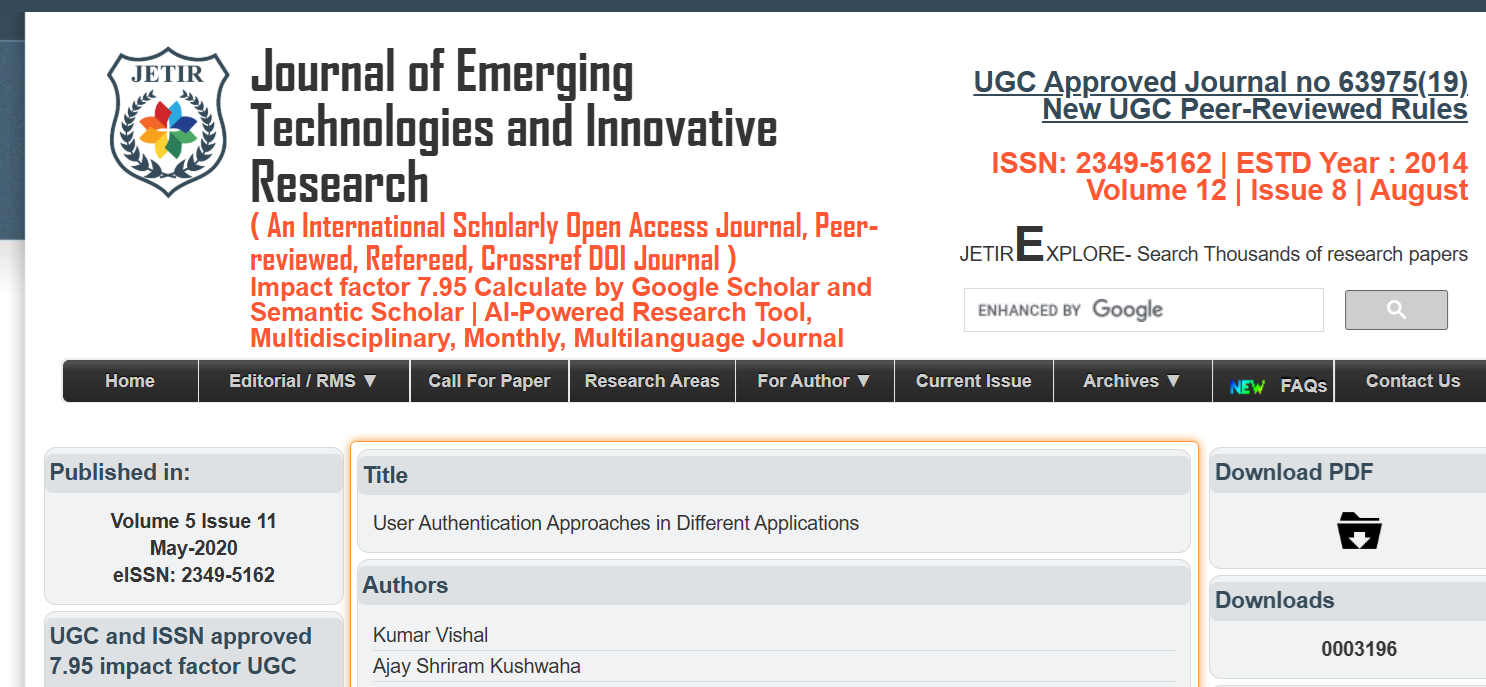 JETIR
Journal of Emerging
Technologies and Innovative
Research
( An International Scholarly Open Access Journal, Peer-
reviewed, Refereed, Crossref DOI Journal )
Impact factor 7.95 Calculate by Google Scholar and
Semantic Scholar | AI-Powered Research Tool,
Multidisciplinary, Monthly, Multilanguage Journal
UGC Approved Journal no 63975(19)
New UGC Peer-Reviewed Rules
ISSN: 2349-5162 | ESTD Year : 2014
Volume 12 | Issue 8 | August
JETIREXPLORE- Search Thousands of research papers
ENHANCED BY Google
Home Editorial / RMS ▼ Call For Paper Research Areas For Author ▼ Current Issue Archives ▼ NEW FAQs Contact Us
Published in:
Volume 5 Issue 11
May-2020
eISSN: 2349-5162
UGC and ISSN approved
7.95 impact factor UGC
Title
User Authentication Approaches in Different Applications
Authors
Kumar Vishal
Ajay Shriram Kushwaha
Download PDF
Downloads
0003196